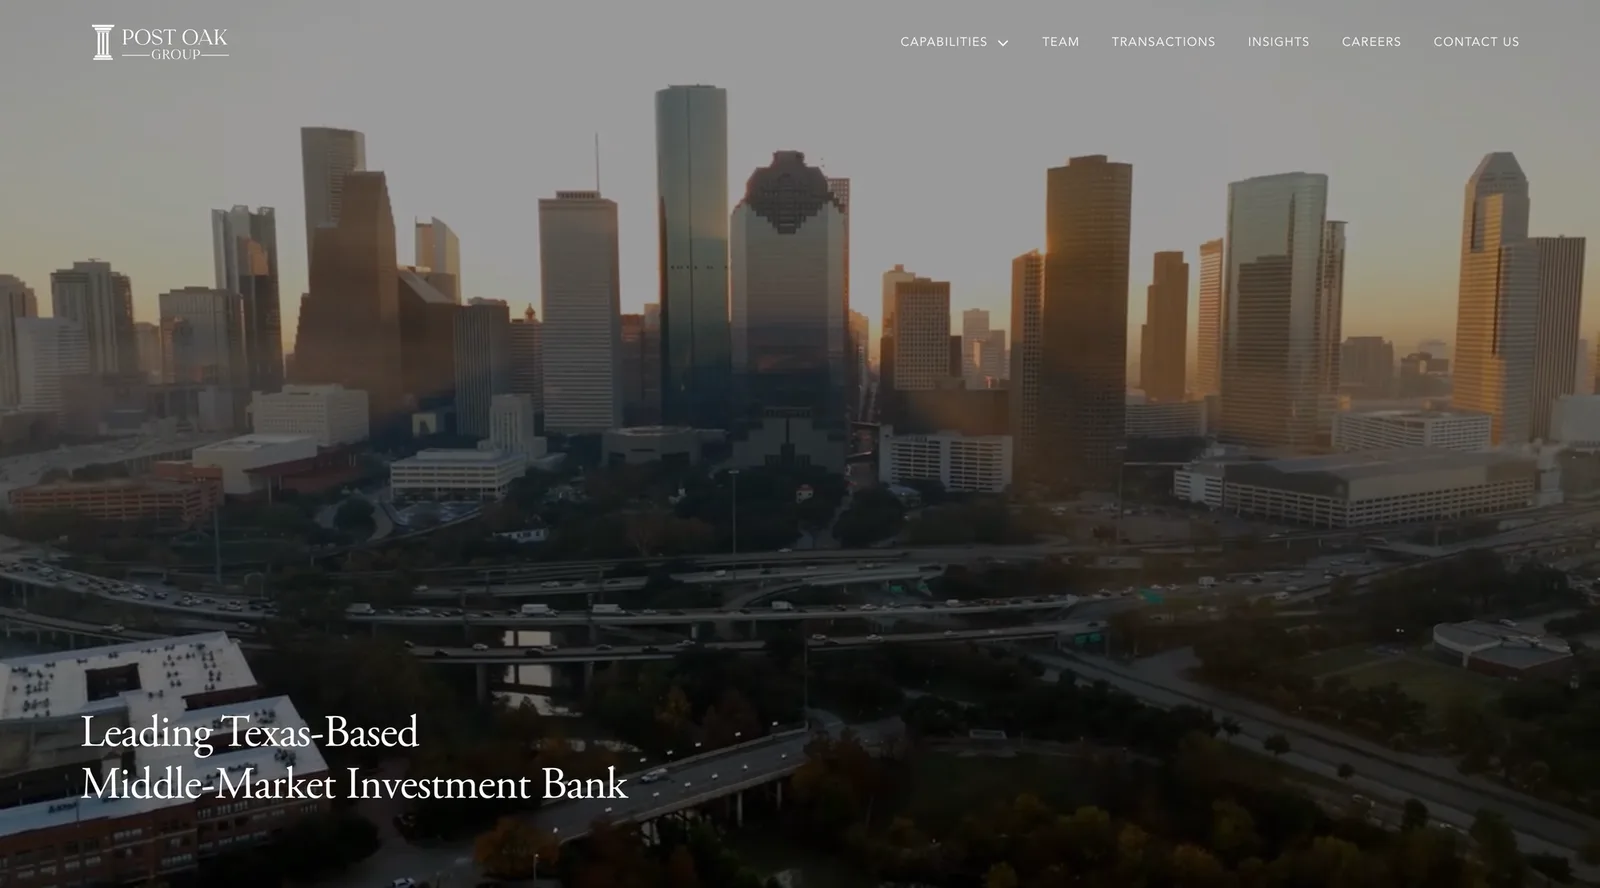 POST OAK
GROUP
CAPABILITIES
TEAM
TRANSACTIONS
INSIGHTS
CAREERS
CONTACT US
Leading Texas-Based
Middle-Market Investment Bank